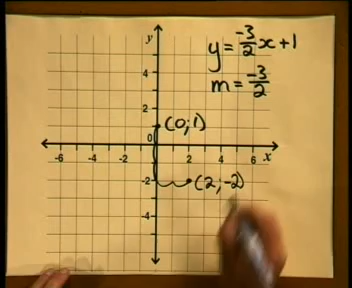 y
y = -3/2 x + 1
4
m = -3/2
2
(0;1)
0
-6 -4 -2 2 4 6 x
-2
(2;-2)
-4